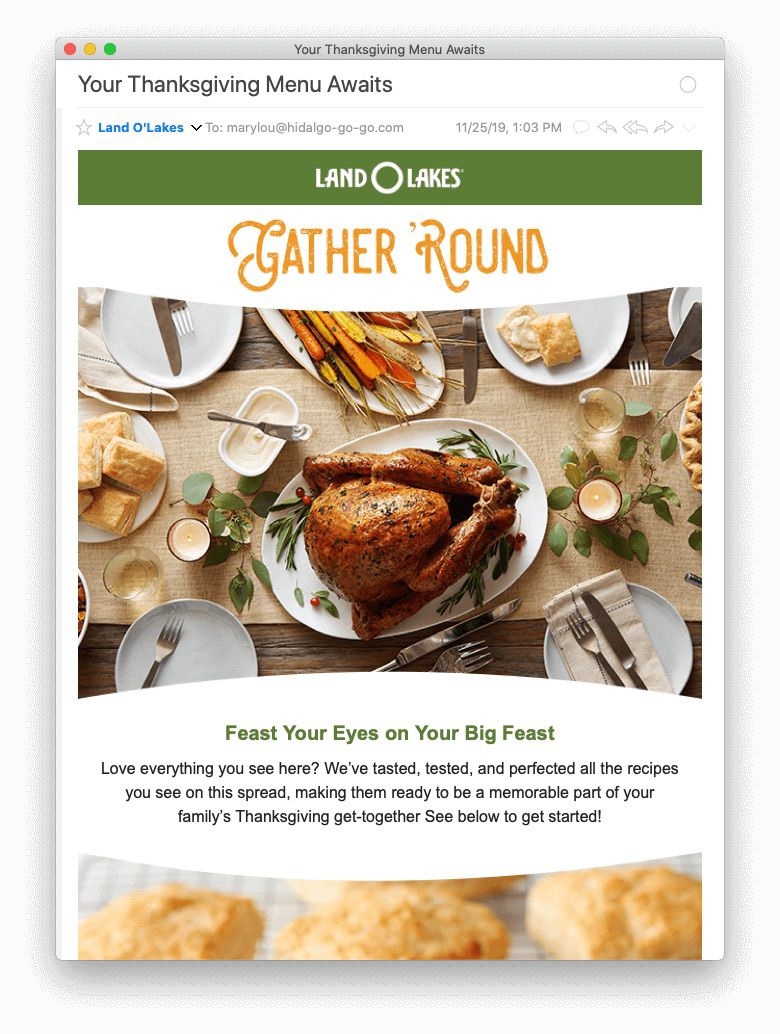 Your Thanksgiving Menu Awaits
Your Thanksgiving Menu Awaits
Land O'Lakes To: marylou@hidalgo-go-go.com 11/25/19, 1:03 PM
LAND O LAKES
GATHER 'ROUND
Feast Your Eyes on Your Big Feast
Love everything you see here? We’ve tasted, tested, and perfected all the recipes
you see on this spread, making them ready to be a memorable part of your
family’s Thanksgiving get-together See below to get started!